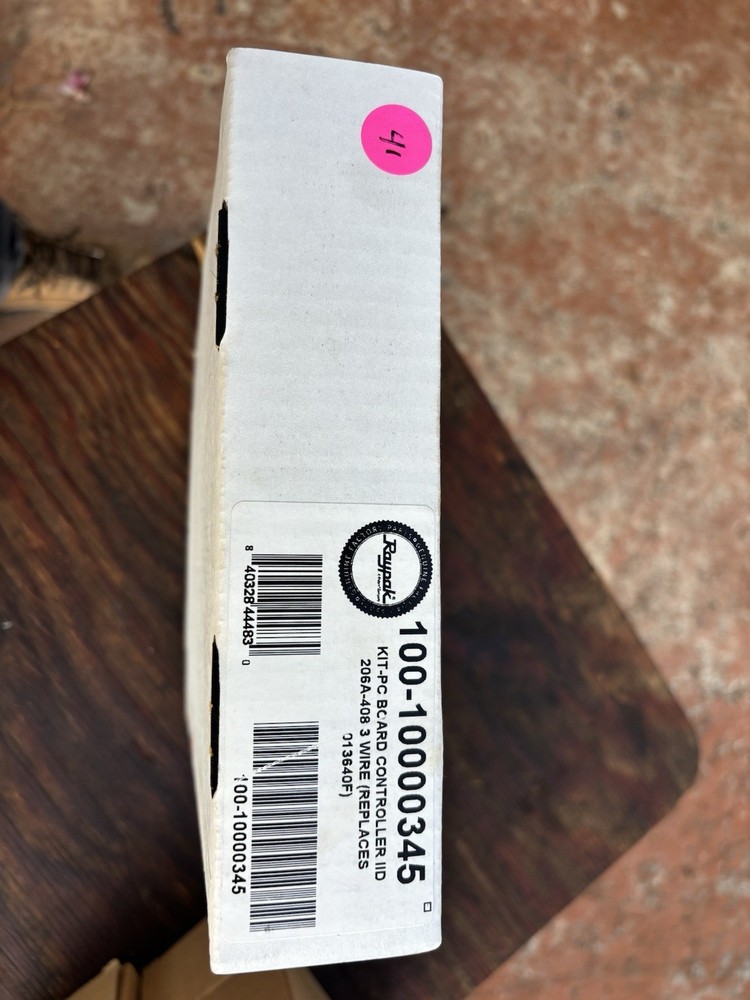 41
Raypak
100-10000345
KIT-PC BOARD CONTROLLER IID
206A-408 3 WIRE (REPLACES
013640F)
8 40328 44483 0
100-10000345